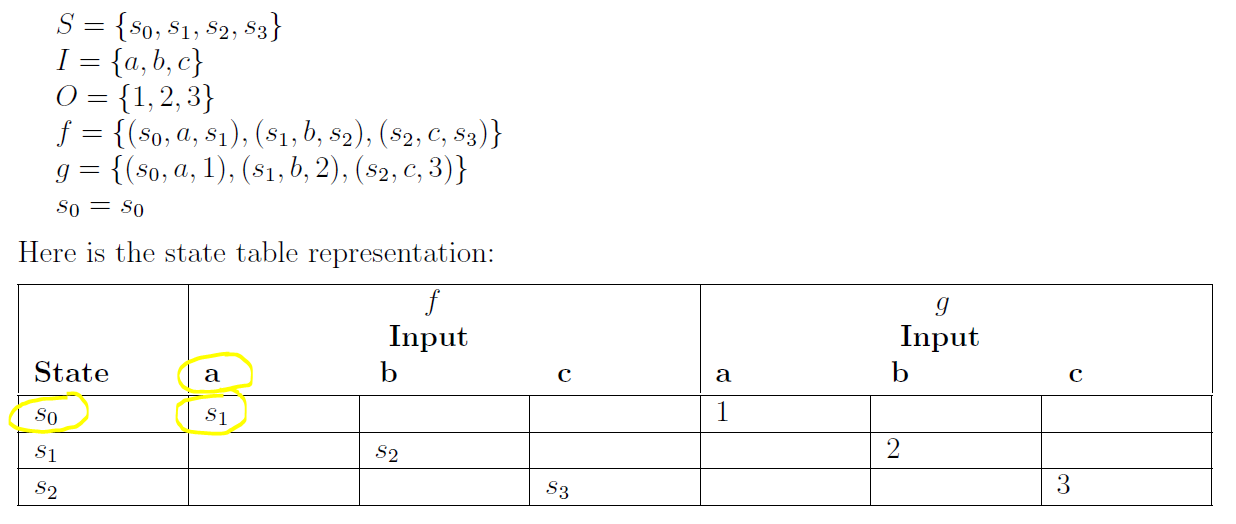 S = {s₀, s₁, s₂, s₃}
I = {a, b, c}
O = {1, 2, 3}
f = {(s₀, a, s₁), (s₁, b, s₂), (s₂, c, s₃)}
g = {(s₀, a, 1), (s₁, b, 2), (s₂, c, 3)}
s₀ = s₀
Here is the state table representation:
f g
Input Input
State a b c a b c
s₀ s₁ 1
s₁ s₂ 2
s₂ s₃ 3